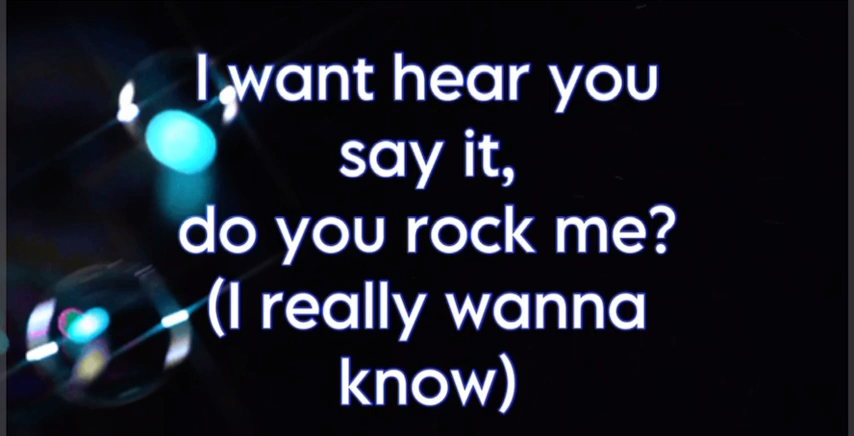 I want hear you
say it,
do you rock me?
(I really wanna
know)